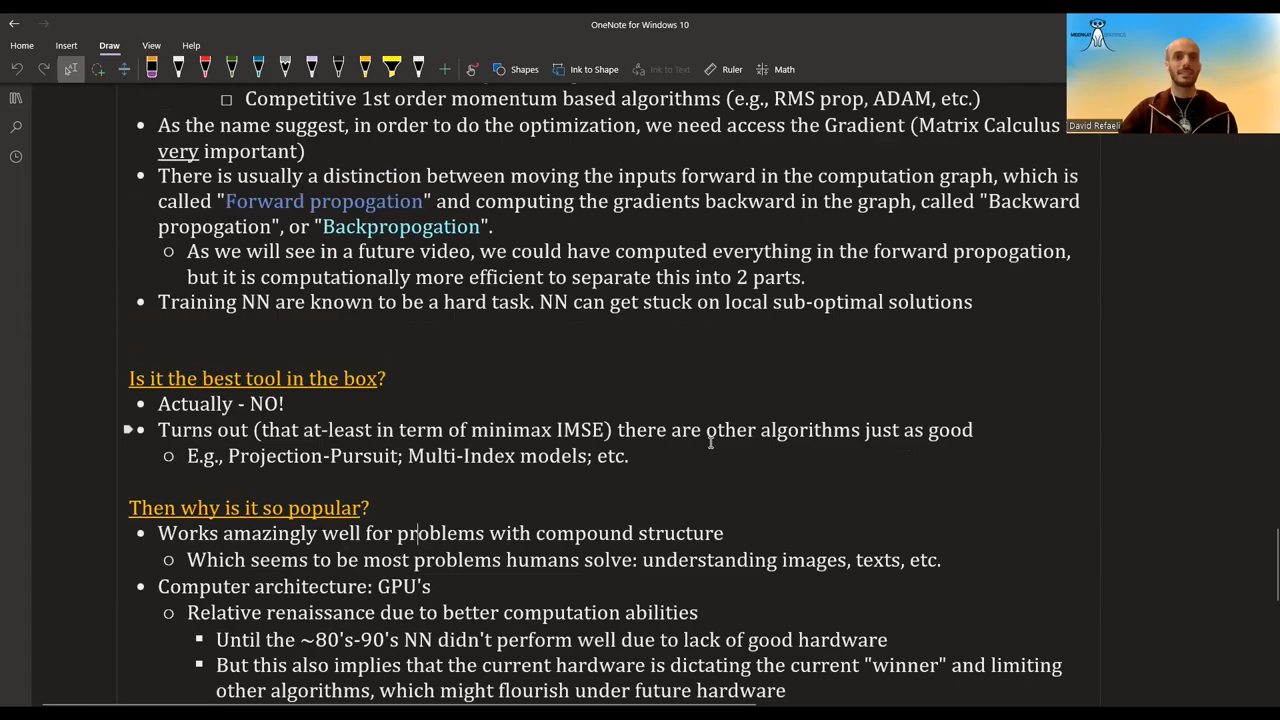 OneNote for Windows 10
Home Insert Draw View Help
Shapes Ink to Shape Ink to Text Ruler Math
MEERKAT
David Refaeli
□ Competitive 1st order momentum based algorithms (e.g., RMS prop, ADAM, etc.)
• As the name suggest, in order to do the optimization, we need access the Gradient (Matrix Calculus
very important)
• There is usually a distinction between moving the inputs forward in the computation graph, which is
called "Forward propogation" and computing the gradients backward in the graph, called "Backward
propogation", or "Backpropogation".
○ As we will see in a future video, we could have computed everything in the forward propogation,
but it is computationally more efficient to separate this into 2 parts.
• Training NN are known to be a hard task. NN can get stuck on local sub-optimal solutions
Is it the best tool in the box?
• Actually - NO!
• Turns out (that at-least in term of minimax IMSE) there are other algorithms just as good
○ E.g., Projection-Pursuit; Multi-Index models; etc.
Then why is it so popular?
• Works amazingly well for problems with compound structure
○ Which seems to be most problems humans solve: understanding images, texts, etc.
• Computer architecture: GPU's
○ Relative renaissance due to better computation abilities
▪ Until the ~80's-90's NN didn't perform well due to lack of good hardware
▪ But this also implies that the current hardware is dictating the current "winner" and limiting
other algorithms, which might flourish under future hardware